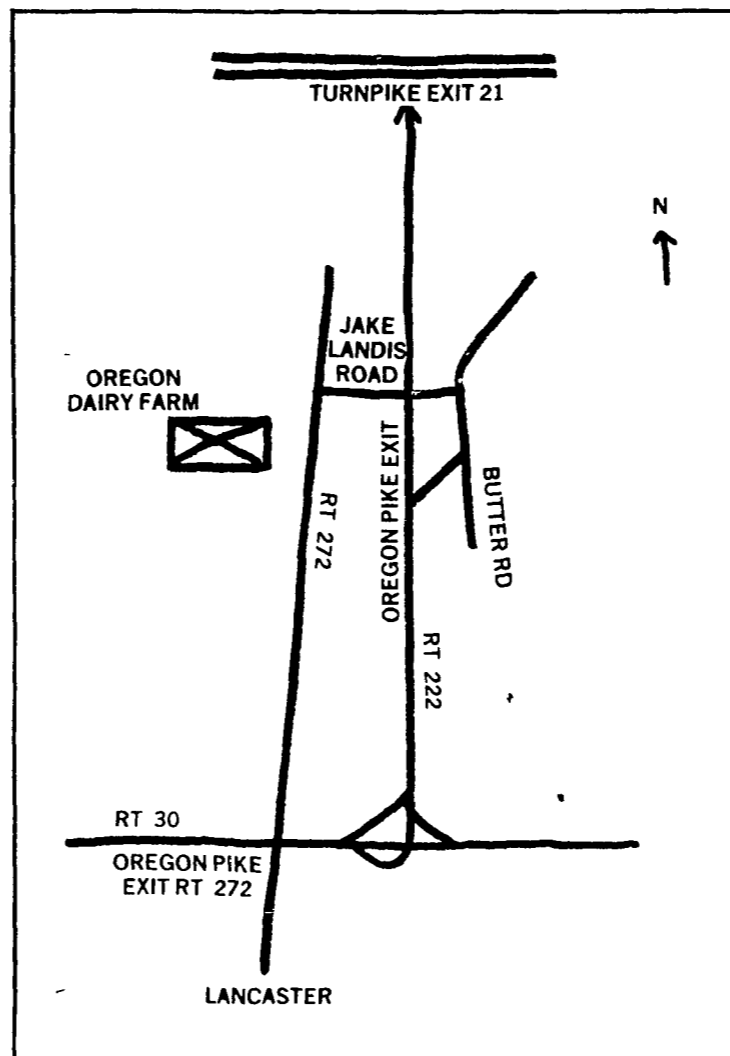 TURNPIKE EXIT 21
N
JAKE
LANDIS
ROAD
OREGON
DAIRY FARM
RT 272
OREGON PIKE EXIT
BUTTER RD
RT 222
RT 30
OREGON PIKE
EXIT RT 272
LANCASTER